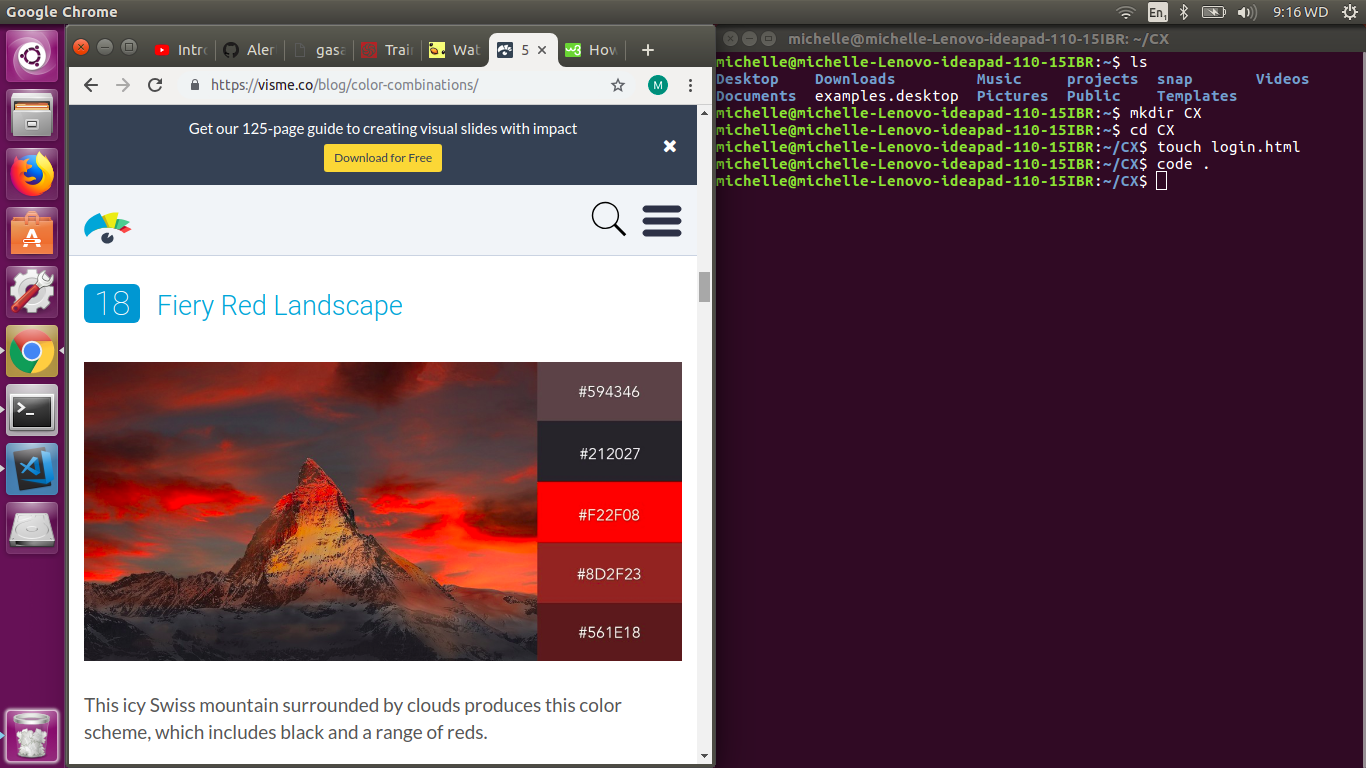 Google Chrome
En1
9:16 WD
Intro
Aler
gasa
Train
Wat
5
How
michelle@michelle-Lenovo-ideapad-110-15IBR: ~/CX
https://visme.co/blog/color-combinations/
M
Get our 125-page guide to creating visual slides with impact
Download for Free
18 Fiery Red Landscape
#594346
#212027
#F22F08
#8D2F23
#561E18
This icy Swiss mountain surrounded by clouds produces this color
scheme, which includes black and a range of reds.
michelle@michelle-Lenovo-ideapad-110-15IBR:~$ ls
Desktop Downloads Music projects snap Videos
Documents examples.desktop Pictures Public Templates
michelle@michelle-Lenovo-ideapad-110-15IBR:~$ mkdir CX
michelle@michelle-Lenovo-ideapad-110-15IBR:~$ cd CX
michelle@michelle-Lenovo-ideapad-110-15IBR:~/CX$ touch login.html
michelle@michelle-Lenovo-ideapad-110-15IBR:~/CX$ code .
michelle@michelle-Lenovo-ideapad-110-15IBR:~/CX$